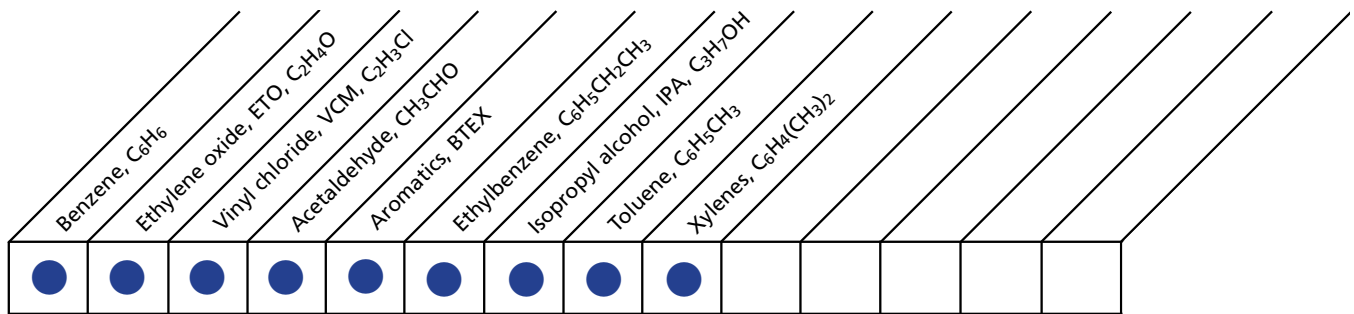 Benzene, C₆H₆
Ethylene oxide, ETO, C₂H₄O
Vinyl chloride, VCM, C₂H₃Cl
Acetaldehyde, CH₃CHO
Aromatics, BTEX
Ethylbenzene, C₆H₅CH₂CH₃
Isopropyl alcohol, IPA, C₃H₇OH
Toluene, C₆H₅CH₃
Xylenes, C₆H₄(CH₃)₂